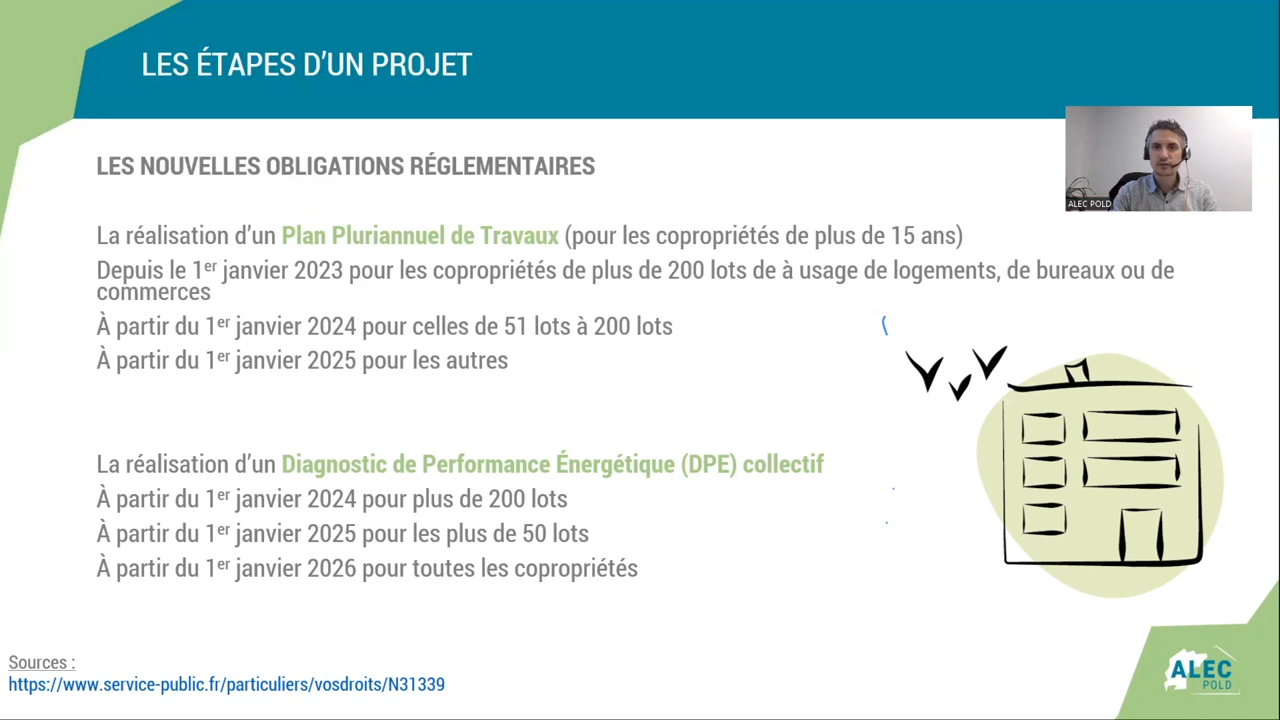 LES ÉTAPES D’UN PROJET
ALEC POLD
LES NOUVELLES OBLIGATIONS RÉGLEMENTAIRES
La réalisation d’un Plan Pluriannuel de Travaux (pour les copropriétés de plus de 15 ans)
Depuis le 1er janvier 2023 pour les copropriétés de plus de 200 lots de à usage de logements, de bureaux ou de
commerces
À partir du 1er janvier 2024 pour celles de 51 lots à 200 lots
À partir du 1er janvier 2025 pour les autres
La réalisation d’un Diagnostic de Performance Énergétique (DPE) collectif
À partir du 1er janvier 2024 pour plus de 200 lots
À partir du 1er janvier 2025 pour les plus de 50 lots
À partir du 1er janvier 2026 pour toutes les copropriétés
Sources :
https://www.service-public.fr/particuliers/vosdroits/N31339
ALEC
POLD